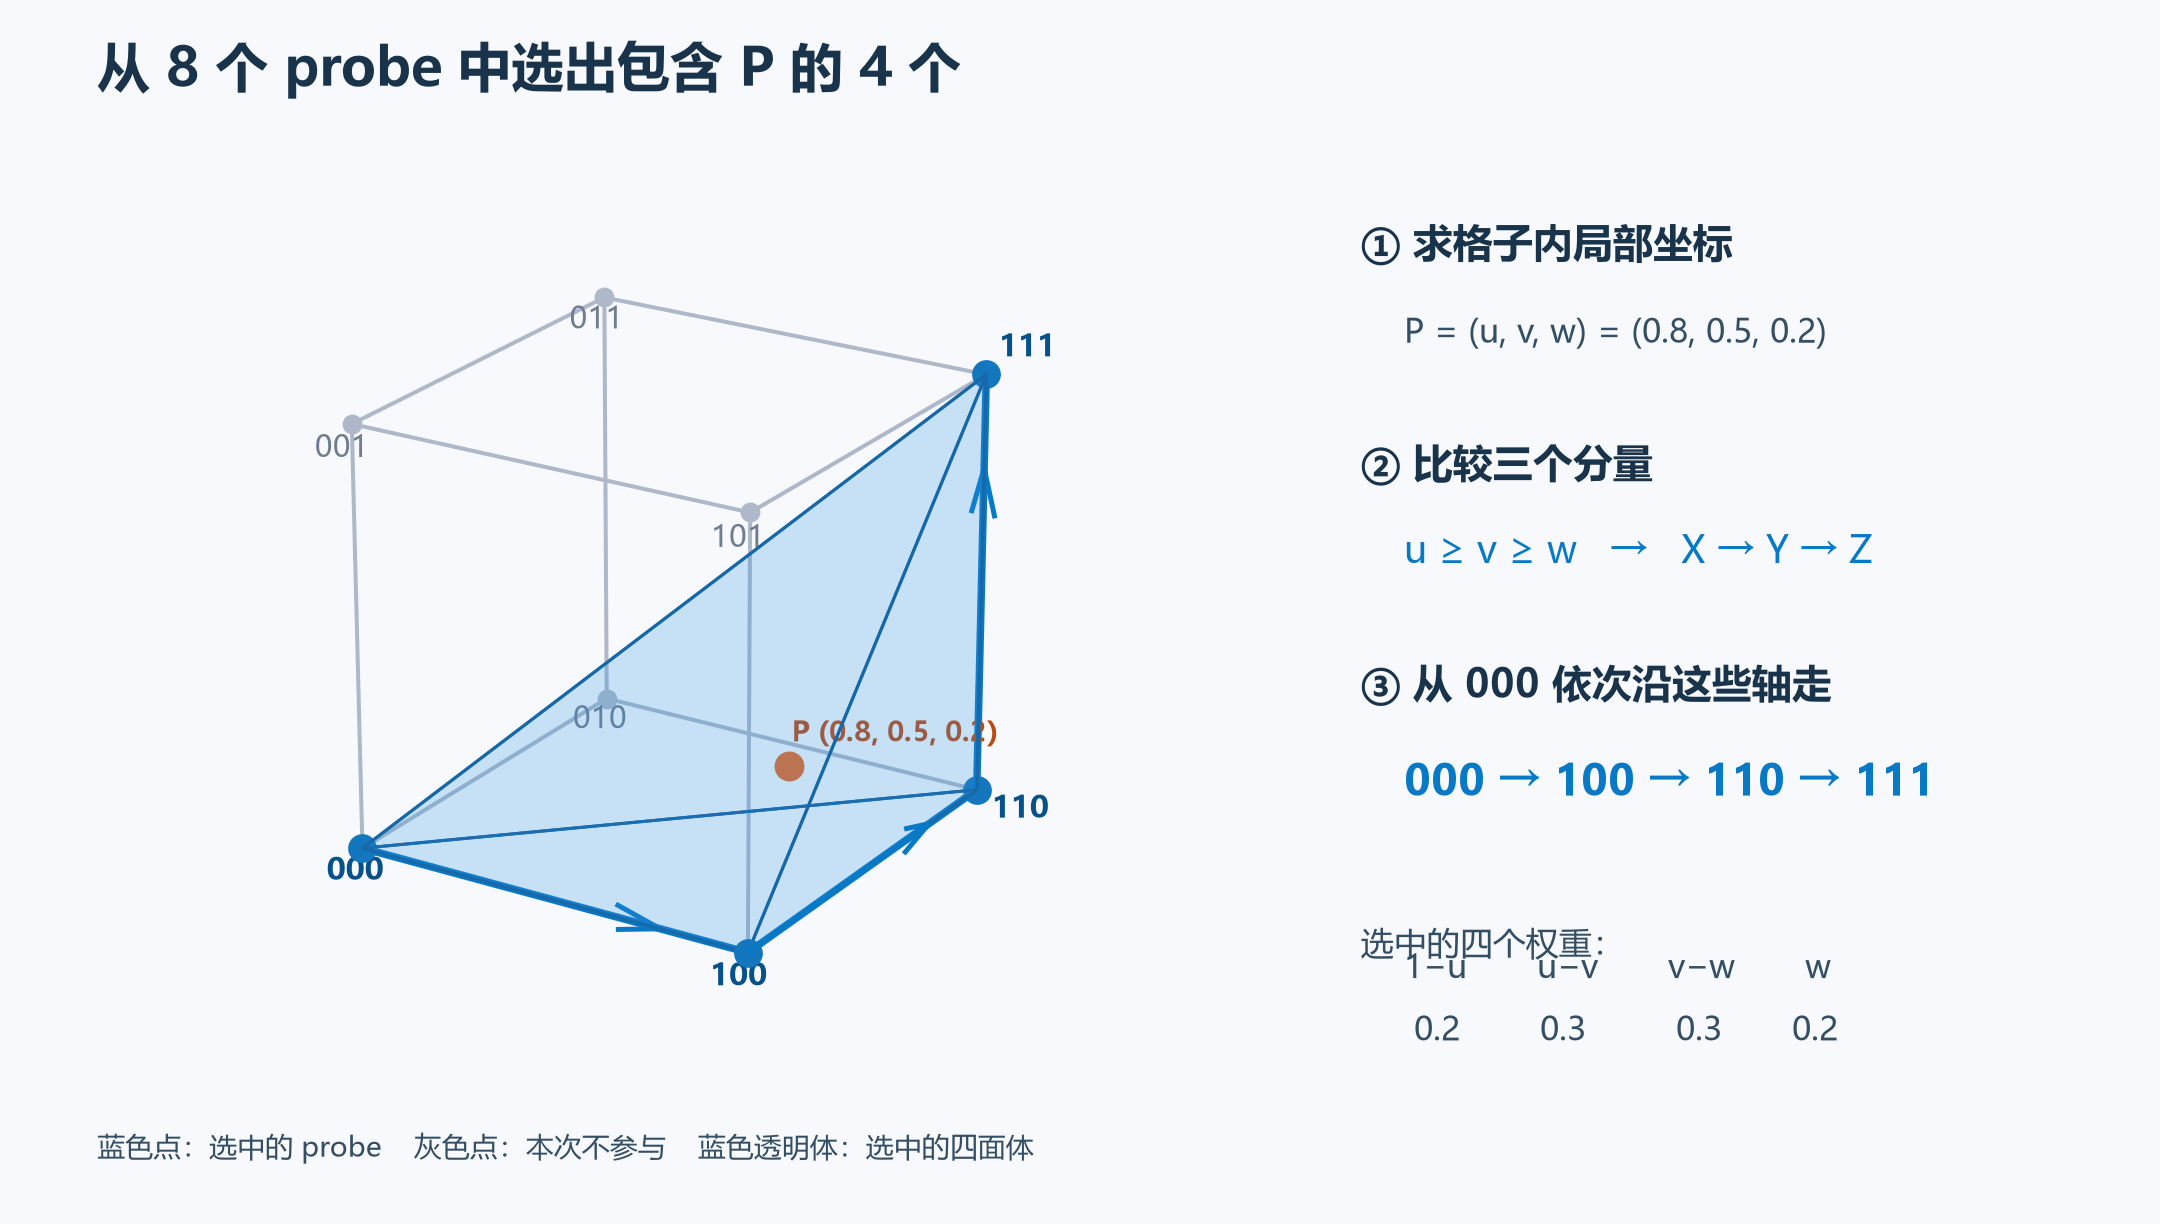 从 8 个 probe 中选出包含 P 的 4 个
① 求格子内局部坐标
P = (u, v, w) = (0.8, 0.5, 0.2)
② 比较三个分量
u ≥ v ≥ w → X → Y → Z
③ 从 000 依次沿这些轴走
000 → 100 → 110 → 111
选中的四个权重：
1−u u−v v−w w
0.2 0.3 0.3 0.2
011
111
001
101
010
P (0.8, 0.5, 0.2)
110
000
100
蓝色点：选中的 probe 灰色点：本次不参与 蓝色透明体：选中的四面体